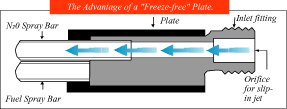 The Advantage of a "Freeze-free" Plate.
N20 Spray Bar
Plate
Inlet fitting
Fuel Spray Bar
Orifice
for slip-
in jet